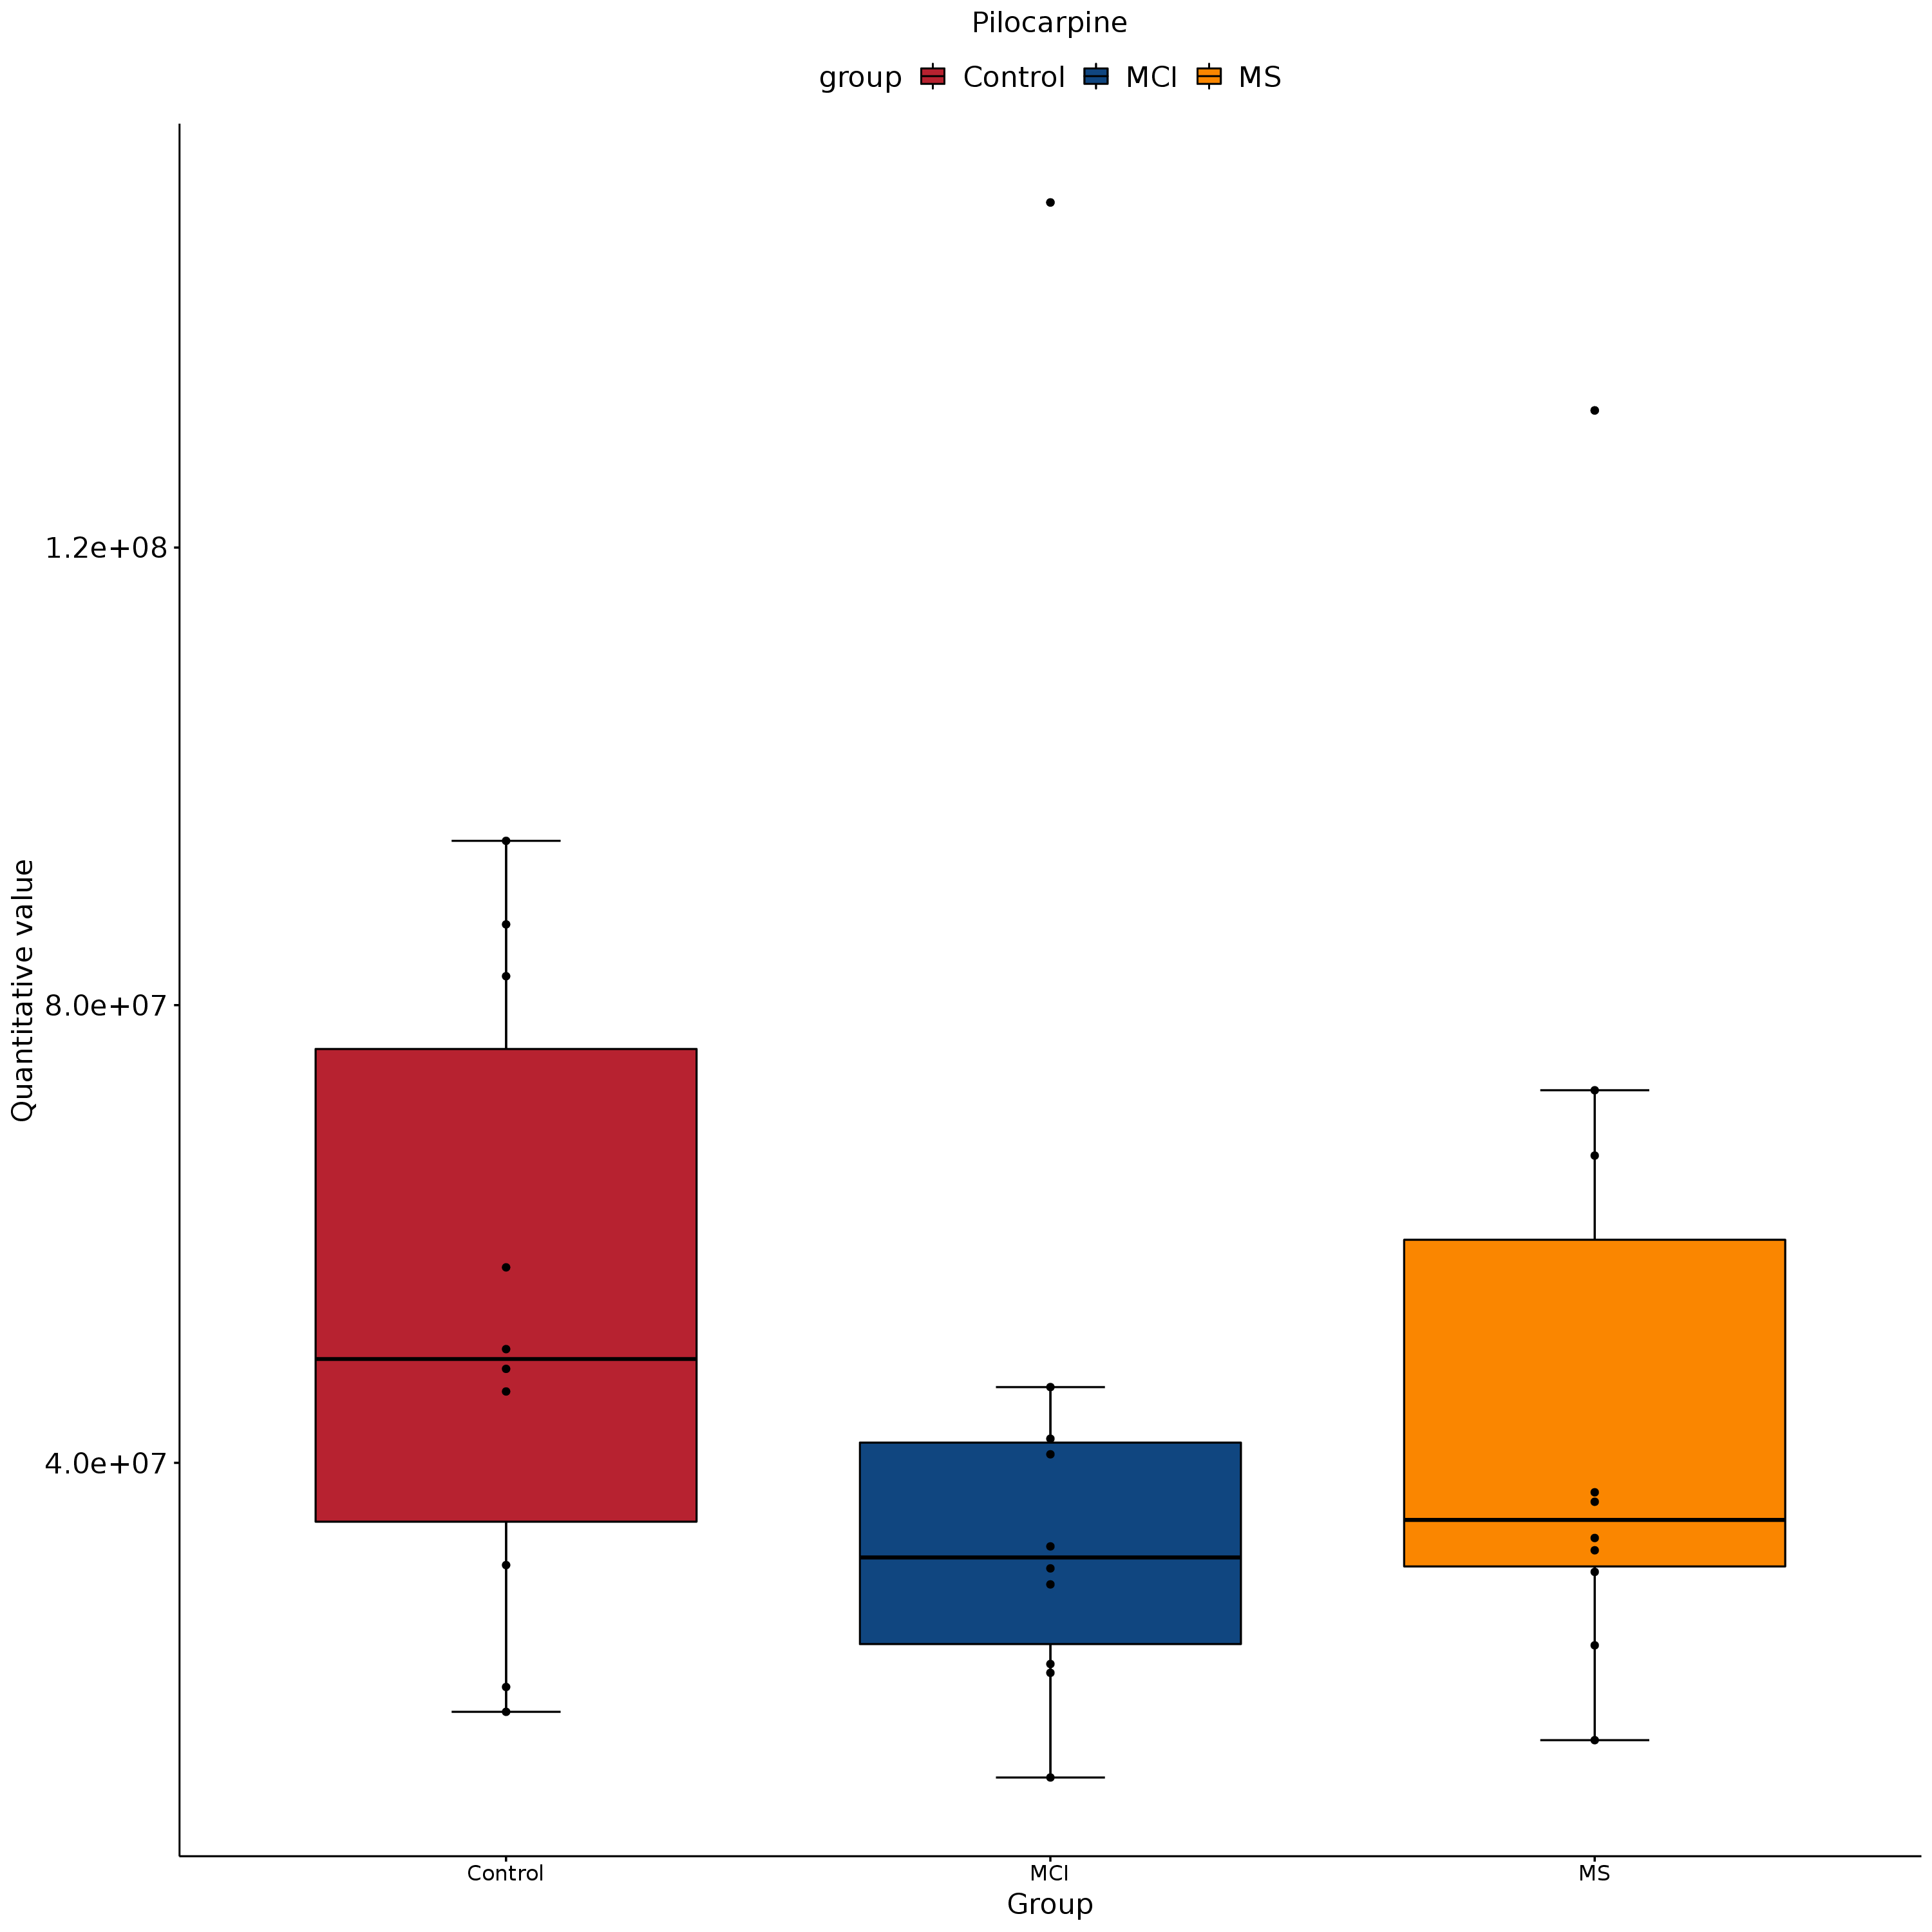 Pilocarpine
group Control MCI MS
Quantitative value
1.2e+08
8.0e+07
4.0e+07
Control MCI MS
Group